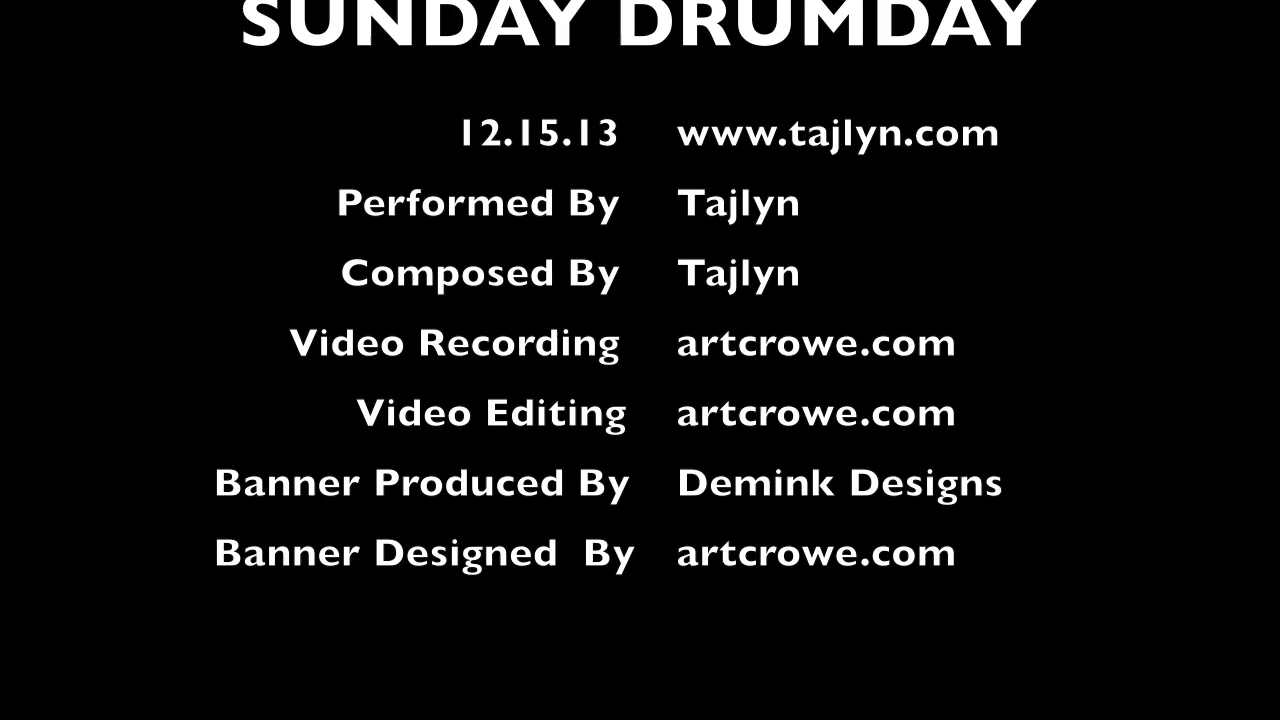 SUNDAY DRUMDAY
12.15.13 www.tajlyn.com
Performed By Tajlyn
Composed By Tajlyn
Video Recording artcrowe.com
Video Editing artcrowe.com
Banner Produced By Demink Designs
Banner Designed By artcrowe.com